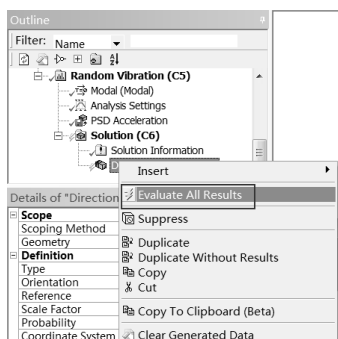 Outline
Filter: Name
Random Vibration (C5)
Modal (Modal)
Analysis Settings
PSD Acceleration
Solution (C6)
Solution Information
D
Insert
Evaluate All Results
Suppress
Duplicate
Duplicate Without Results
Copy
Cut
Copy To Clipboard (Beta)
Clear Generated Data
Details of "Direction
Scope
Scoping Method
Geometry
Definition
Type
Orientation
Reference
Scale Factor
Probability
Coordinate System